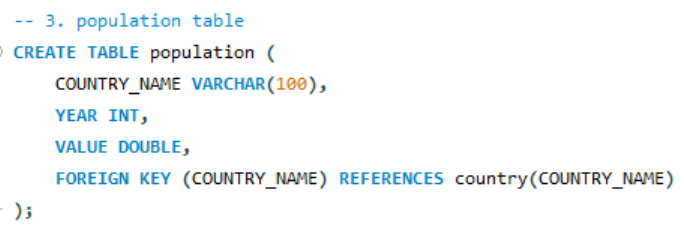 -- 3. population table
CREATE TABLE population (
COUNTRY_NAME VARCHAR(100),
YEAR INT,
VALUE DOUBLE,
FOREIGN KEY (COUNTRY_NAME) REFERENCES country(COUNTRY_NAME)
);